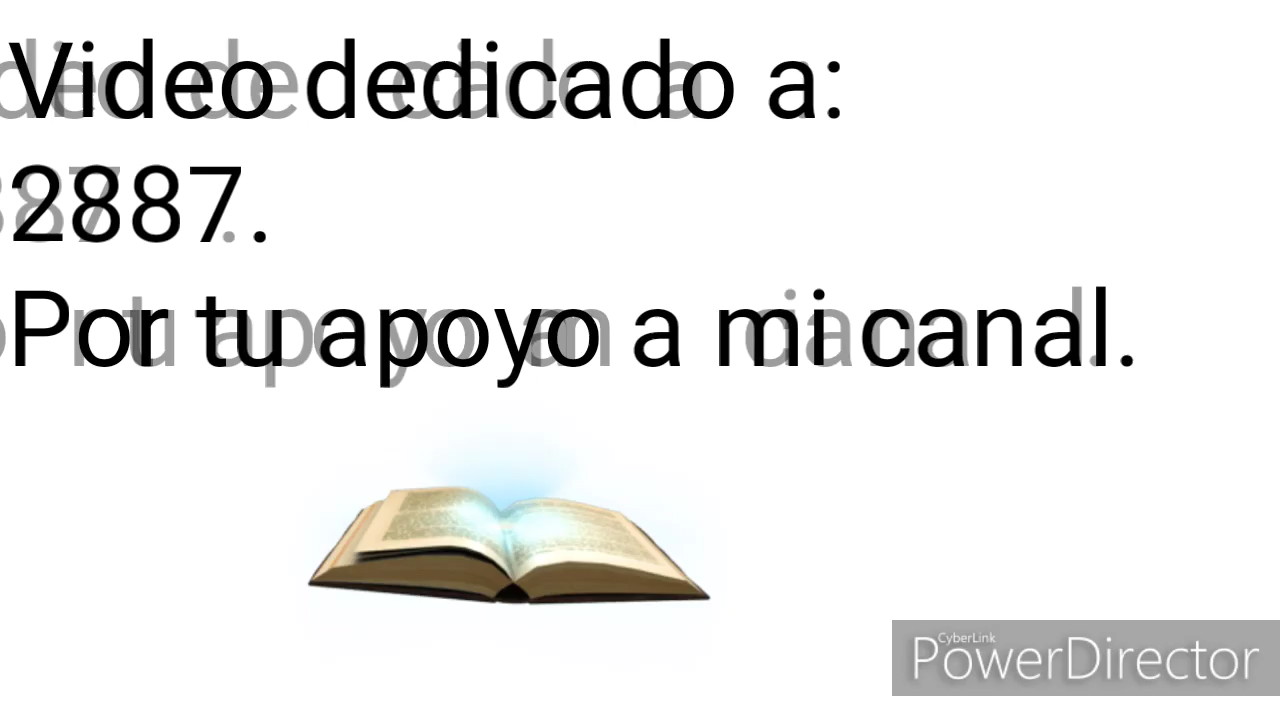 Video dedicado a:
2887.
Por tu apoyo a mi canal.
CyberLink
PowerDirector